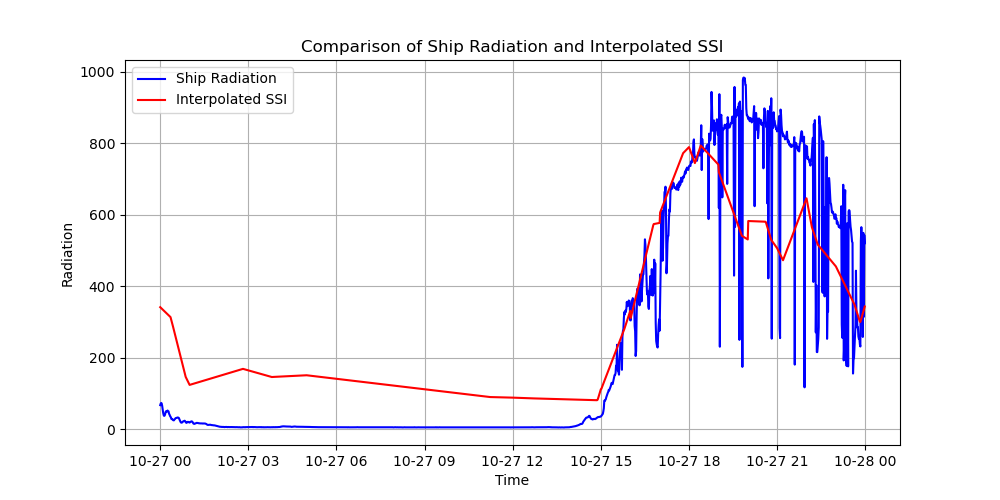 Comparison of Ship Radiation and Interpolated SSI
Ship Radiation
Interpolated SSI
Radiation
1000
800
600
400
200
0
10-27 00 10-27 03 10-27 06 10-27 09 10-27 12 10-27 15 10-27 18 10-27 21 10-28 00
Time